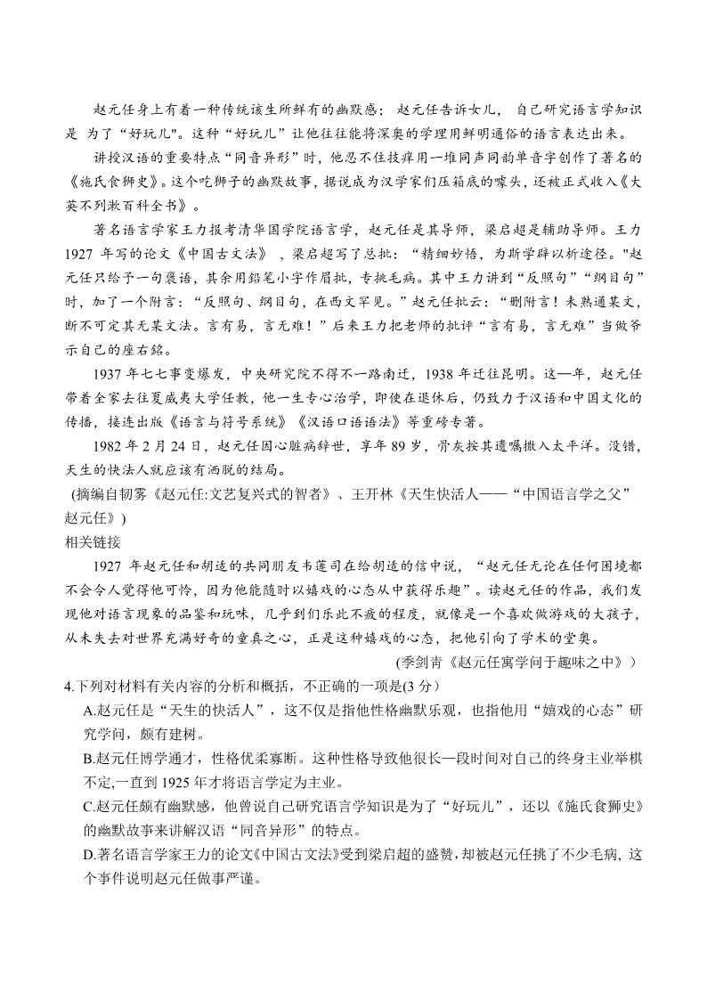 赵元任身上有着一种传统该生所鲜有的幽默感； 赵元任告诉女儿， 自己研究语言学知识
是 为了“好玩儿"。这种“好玩儿”让他往往能将深奥的学理用鲜明通俗的语言表达出来。
讲授汉语的重要特点“同音异形”时，他忍不住技痒用一堆同声同韵单音字创作了著名的
《施氏食狮史》。这个吃狮子的幽默故事，据说成为汉学家们压箱底的噱头，还被正式收入《大
英不列漱百科全书》。
著名语言学家王力报考清华国学院语言学，赵元任是其导师，梁启超是辅助导师。王力
1927 年写的论文《中国古文法》 ，梁启超写了总批：“精细妙悟，为斯学辟以析途径。"赵
元任只给予一句褒语，其余用鉛笔小字作眉批，专挑毛病。其中王力讲到“反照句”“纲目句”
时，加了一个附言：“反照句、纲目句，在西文罕见。”赵元任批云：“删附言！未熟通某文，
断不可定其无某文法。言有易，言无难！”后来王力把老师的批评“言有易，言无难”当做爷
示自己的座右銘。
1937 年七七事变爆发，中央研究院不得不一路南迁，1938 年迁往昆明。这—年，赵元任
带着全家去往夏威夷大学任教，他一生专心治学，即使在退休后，仍致力于汉语和中国文化的
传播，接连出版《语言与符号系统》《汉语口语语法》等重磅专著。
1982 年 2 月 24 日，赵元任因心脏病辞世，享年 89 岁，骨灰按其遗嘱撒入太平洋。没错，
天生的快法人就应该有洒脱的结局。
(摘编自韧雾《赵元任:文艺复兴式的智者》、王开林《天生快活人——“中国语言学之父”
赵元任》)
相关链接
1927 年赵元任和胡适的共同朋友韦莲司在给胡适的信中说，“赵元任无论在任何困境都
不会令人觉得他可怜，因为他能随时以嬉戏的心态从中获得乐趣”。读赵元任的作品，我们发
现他对语言现象的品鉴和玩味，几乎到们乐此不疲的程度，就像是一个喜欢做游戏的大孩子，
从未失去对世界充满好奇的童真之心，正是这种嬉戏的心态，把他引向了学术的堂奥。
(季剑靑《赵元任寓学问于趣味之中》）
4.下列对材料有关内容的分析和概括，不正确的一项是(3 分）
A.赵元任是“天生的快活人”，这不仅是指他性格幽默乐观，也指他用“嬉戏的心态”研
究学问，颇有建树。
B.赵元任博学通才，性格优柔寡断。这种性格导致他很长—段时间对自己的终身主业举棋
不定,一直到 1925 年才将语言学定为主业。
C.赵元任颇有幽默感，他曾说自己研究语言学知识是为了“好玩儿”，还以《施氏食狮史》
的幽默故亊来讲解汉语“同音异形”的特点。
D.著名语言学家王力的论文《中国古文法》受到梁启超的盛赞，却被赵元任挑了不少毛病, 这
个亊件说明赵元任做事严谨。